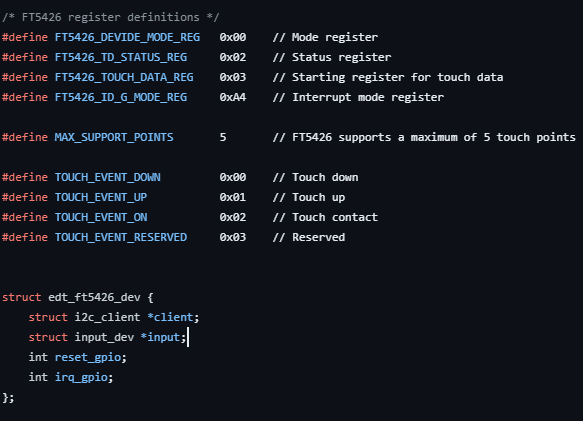 /* FT5426 register definitions */
#define FT5426_DEVIDE_MODE_REG   0x00    // Mode register
#define FT5426_TD_STATUS_REG     0x02    // Status register
#define FT5426_TOUCH_DATA_REG    0x03    // Starting register for touch data
#define FT5426_ID_G_MODE_REG     0xA4    // Interrupt mode register
#define MAX_SUPPORT_POINTS       5       // FT5426 supports a maximum of 5 touch points
#define TOUCH_EVENT_DOWN         0x00    // Touch down
#define TOUCH_EVENT_UP           0x01    // Touch up
#define TOUCH_EVENT_ON           0x02    // Touch contact
#define TOUCH_EVENT_RESERVED     0x03    // Reserved
struct edt_ft5426_dev {
    struct i2c_client *client;
    struct input_dev *input;
    int reset_gpio;
    int irq_gpio;
};